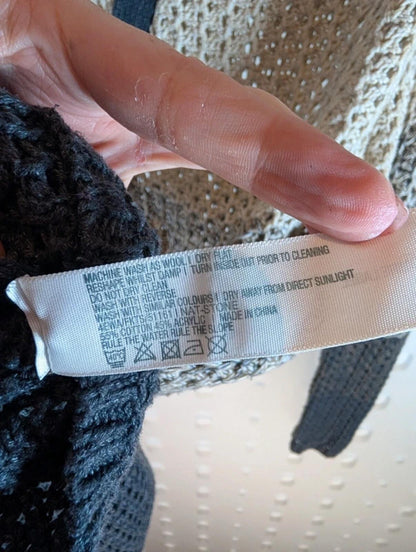 MACHINE WASH AS WOOL | DRY FLAT
RESHAPE WHILST DAMP | TURN INSIDE OUT PRIOR TO CLEANING
DO NOT DRY CLEAN
WASH WITH REVERSE
WASH WITH SIMILAR COLOURS | DRY AWAY FROM DIRECT SUNLIGHT
NAT-STONE
55% COTTON 45% ACRYLIC MADE IN CHINA
RULE THE WORLD RULE THE SLOPE